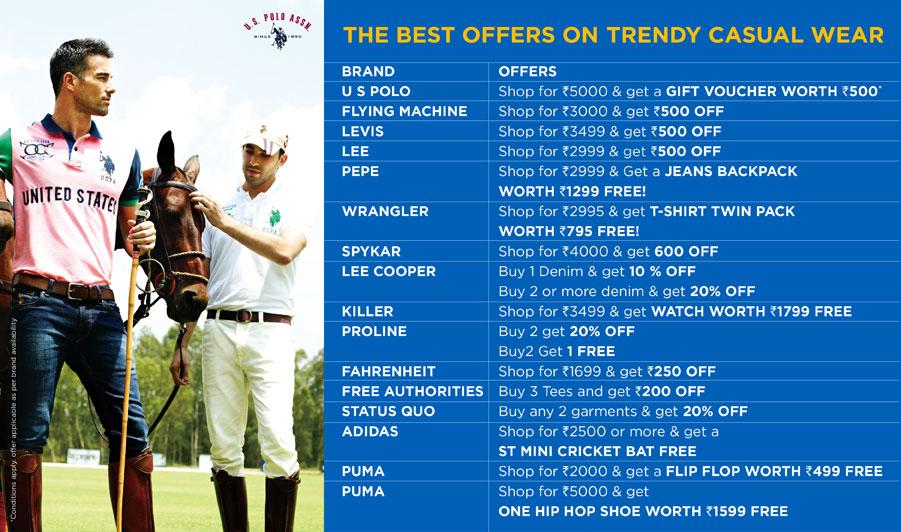 U.S. POLO ASSN.
SINCE 1890
UNITED STATES
THE BEST OFFERS ON TRENDY CASUAL WEAR
BRAND OFFERS
U S POLO Shop for ₹5000 & get a GIFT VOUCHER WORTH ₹500*
FLYING MACHINE Shop for ₹3000 & get ₹500 OFF
LEVIS Shop for ₹3499 & get ₹500 OFF
LEE Shop for ₹2999 & get ₹500 OFF
PEPE Shop for ₹2999 & Get a JEANS BACKPACK
WORTH ₹1299 FREE!
WRANGLER Shop for ₹2995 & get T-SHIRT TWIN PACK
WORTH ₹795 FREE!
SPYKAR Shop for ₹4000 & get 600 OFF
LEE COOPER Buy 1 Denim & get 10 % OFF
Buy 2 or more denim & get 20% OFF
KILLER Shop for ₹3499 & get WATCH WORTH ₹1799 FREE
PROLINE Buy 2 get 20% OFF
Buy2 Get 1 FREE
FAHRENHEIT Shop for ₹1699 & get ₹250 OFF
FREE AUTHORITIES Buy 3 Tees and get ₹200 OFF
STATUS QUO Buy any 2 garments & get 20% OFF
ADIDAS Shop for ₹2500 or more & get a
ST MINI CRICKET BAT FREE
PUMA Shop for ₹2000 & get a FLIP FLOP WORTH ₹499 FREE
PUMA Shop for ₹5000 & get
ONE HIP HOP SHOE WORTH ₹1599 FREE
*Conditions apply. offer applicable as per brand availability